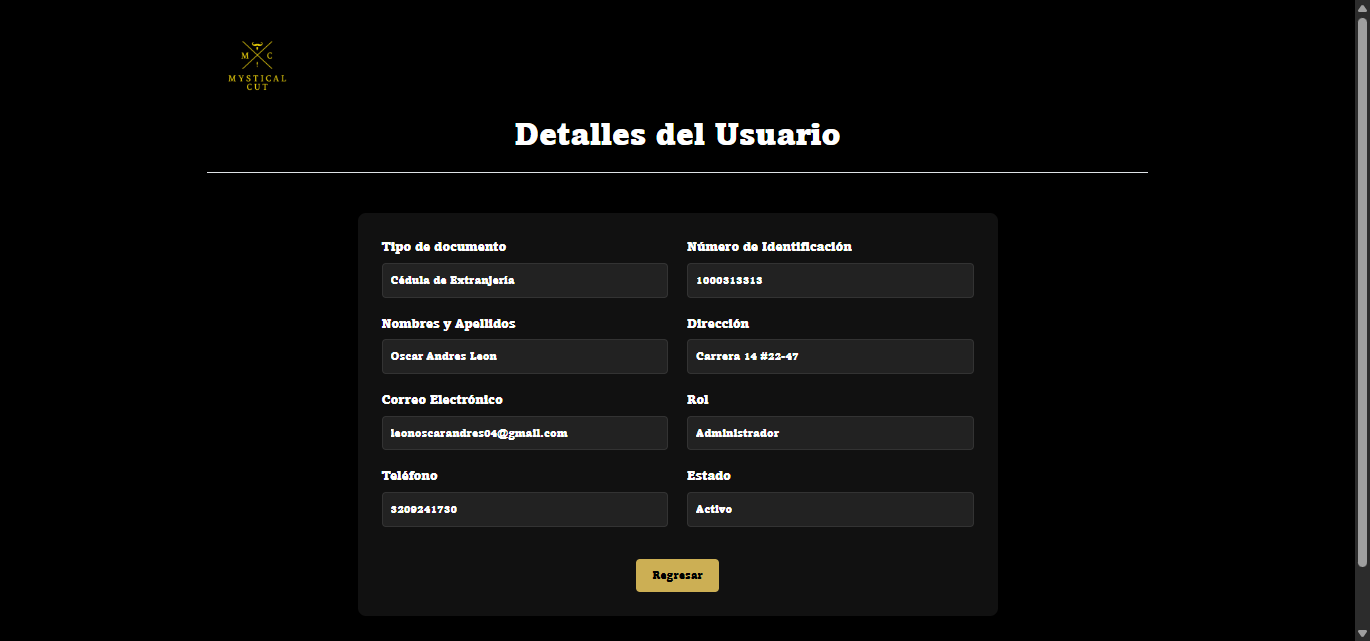 M C
MYSTICAL
CUT
Detalles del Usuario
Tipo de documento
Cédula de Extranjería
Número de Identificación
1000313313
Nombres y Apellidos
Oscar Andres Leon
Dirección
Carrera 14 #22-47
Correo Electrónico
leonoscarandres04@gmail.com
Rol
Administrador
Teléfono
3209241730
Estado
Activo
Regresar